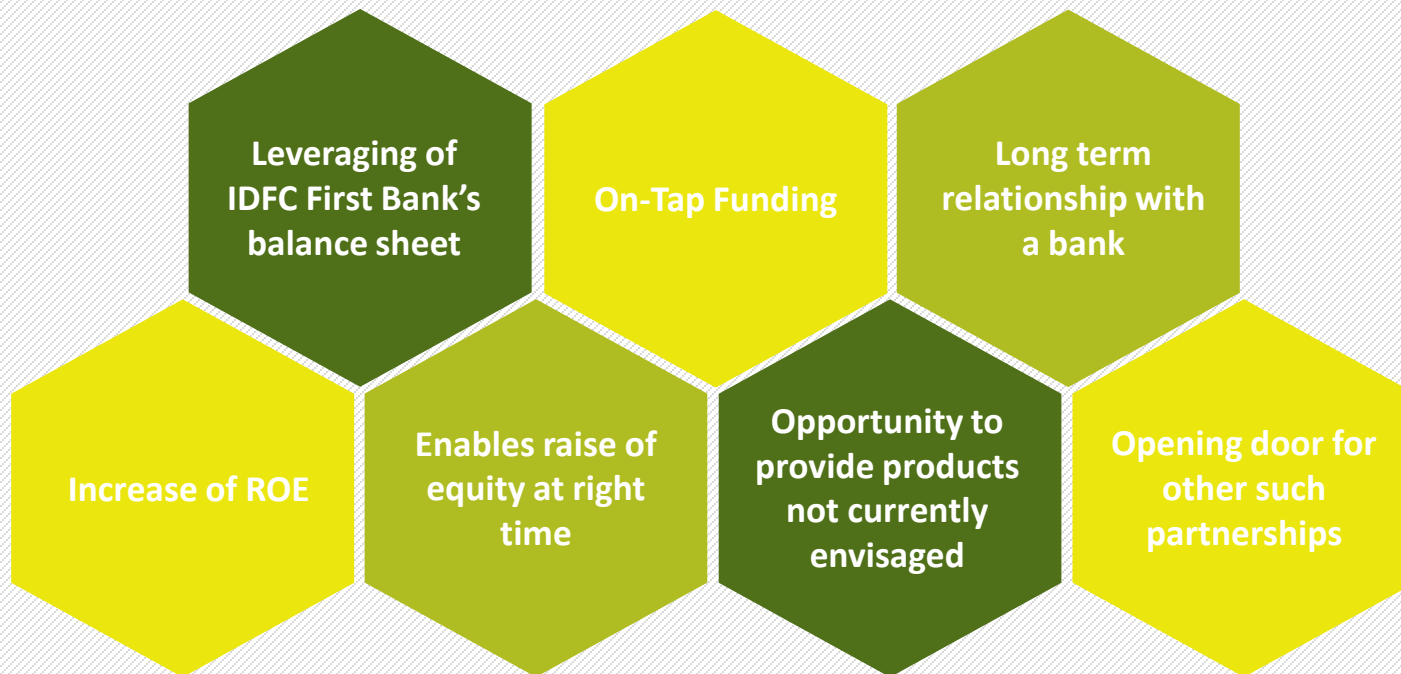 Leveraging of
IDFC First Bank’s
balance sheet
On-Tap Funding
Long term
relationship with
a bank
Increase of ROE
Enables raise of
equity at right
time
Opportunity to
provide products
not currently
envisaged
Opening door for
other such
partnerships